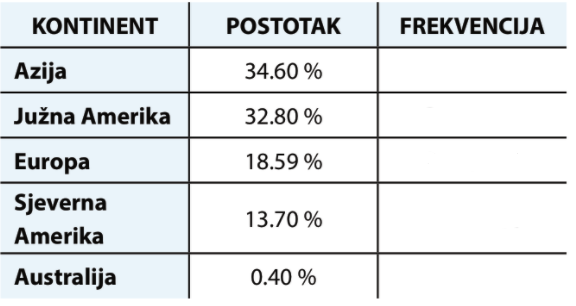 KONTINENT POSTOTAK FREKVENCIJA
Azija 34.60 %
Južna Amerika 32.80 %
Europa 18.59 %
Sjeverna
Amerika 13.70 %
Australija 0.40 %